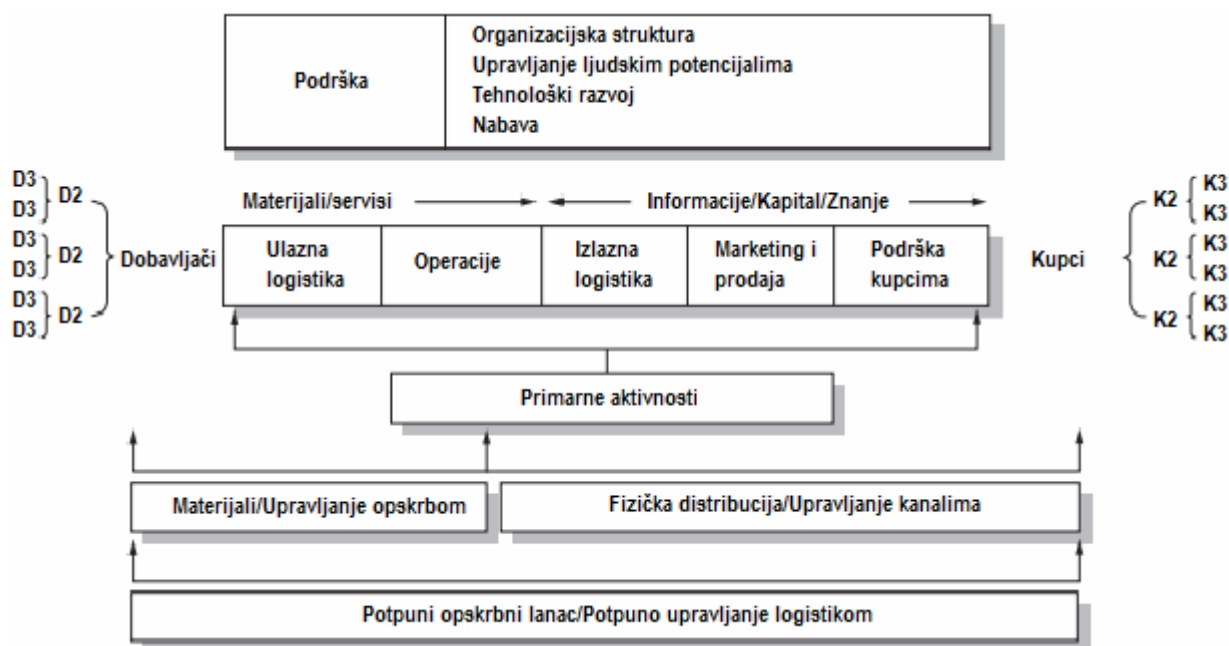 Podrška
Organizacijska struktura
Upravljanje ljudskim potencijalima
Tehnološki razvoj
Nabava
Materijali/servisi
Informacije/Kapital/Znanje
D3
D3
D2
D3
D3
D2
D3
D3
D2
Dobavljači
Ulazna
logistika
Operacije
Izlazna
logistika
Marketing i
prodaja
Podrška
kupcima
Kupci
K2
K3
K3
K2
K3
K3
K2
K3
K3
Primarne aktivnosti
Materijali/Upravljanje opskrbom
Fizička distribucija/Upravljanje kanalima
Potpuni opskrbni lanac/Potpuno upravljanje logistikom